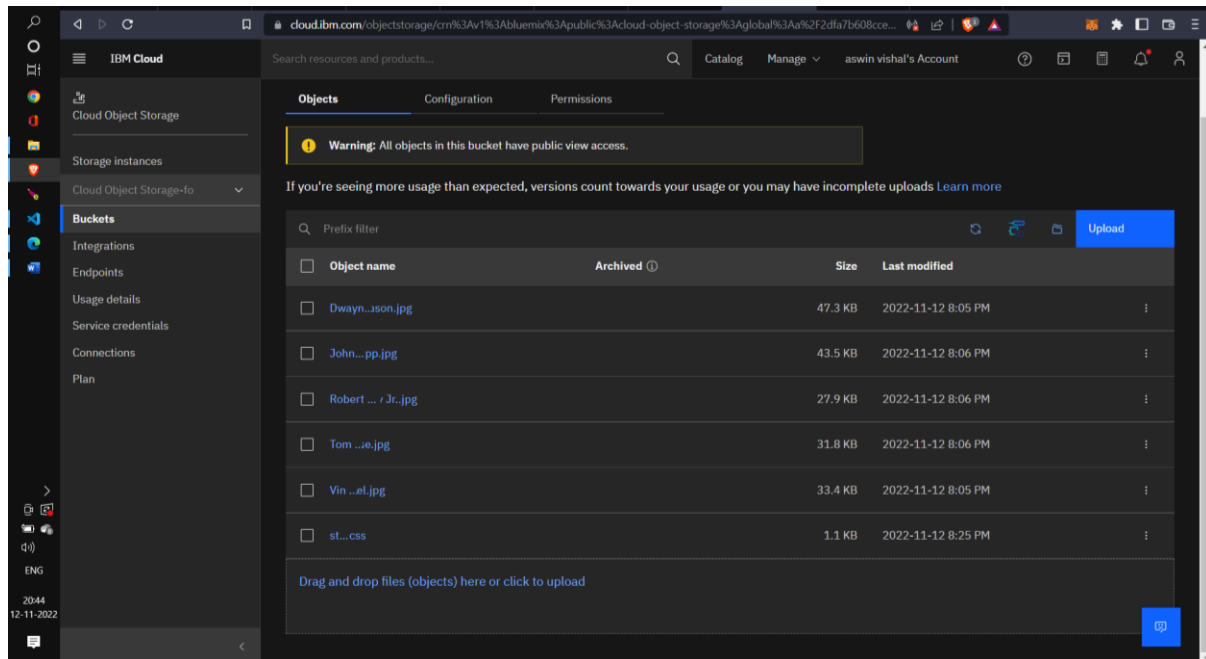 cloud.ibm.com/objectstorage/crn%3Av1%3Abluemix%3Apublic%3Acloud-object-storage%3Aglobal%3Aa%2F2dfa7b608cce...
IBM Cloud
Search resources and products...
Catalog
Manage
aswin vishal's Account
Cloud Object Storage
Storage instances
Cloud Object Storage-fo
Buckets
Integrations
Endpoints
Usage details
Service credentials
Connections
Plan
Objects Configuration Permissions
Warning: All objects in this bucket have public view access.
If you're seeing more usage than expected, versions count towards your usage or you may have incomplete uploads Learn more
Prefix filter
Upload
Object name Archived Size Last modified
47.3 KB 2022-11-12 8:05 PM
John...pp.jpg 43.5 KB 2022-11-12 8:06 PM
Robert ... Jr..jpg 27.9 KB 2022-11-12 8:06 PM
Tom 31.8 KB 2022-11-12 8:06 PM
Vin ...el.jpg 33.4 KB 2022-11-12 8:05 PM
st...css 1.1 KB 2022-11-12 8:25 PM
Drag and drop files (objects) here or click to upload
ENG
20:44
12-11-2022